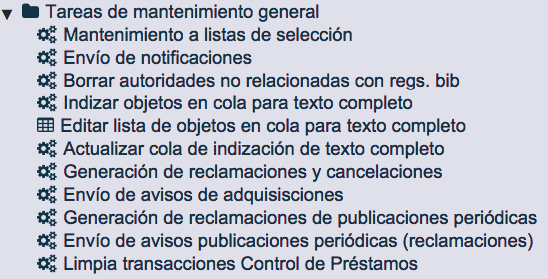 Tareas de mantenimiento general
Mantenimiento a listas de selección
Envío de notificaciones
Borrar autoridades no relacionadas con regs. bib
Indizar objetos en cola para texto completo
Editar lista de objetos en cola para texto completo
Actualizar cola de indización de texto completo
Generación de reclamaciones y cancelaciones
Envío de avisos de adquisisciones
Generación de reclamaciones de publicaciones periódicas
Envío de avisos publicaciones periódicas (reclamaciones)
Limpia transacciones Control de Préstamos